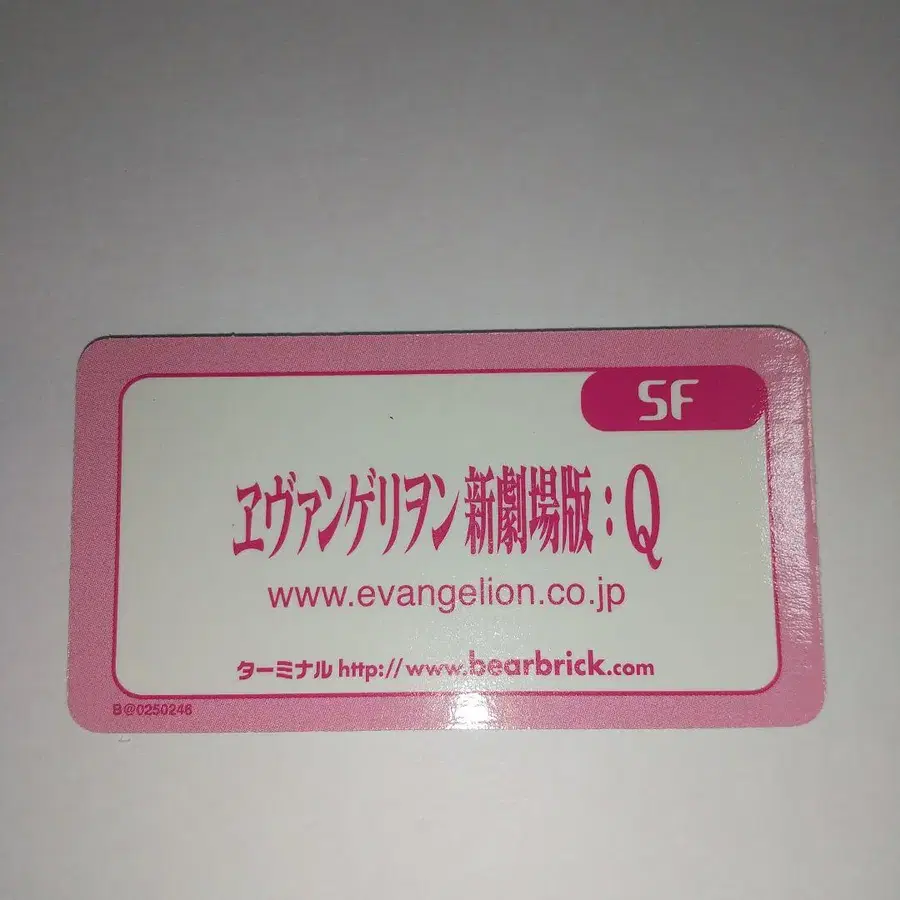 SF
ヱヴァンゲリヲン新劇場版：Q
www.evangelion.co.jp
ターミナル http://www.bearbrick.com
B@0250246